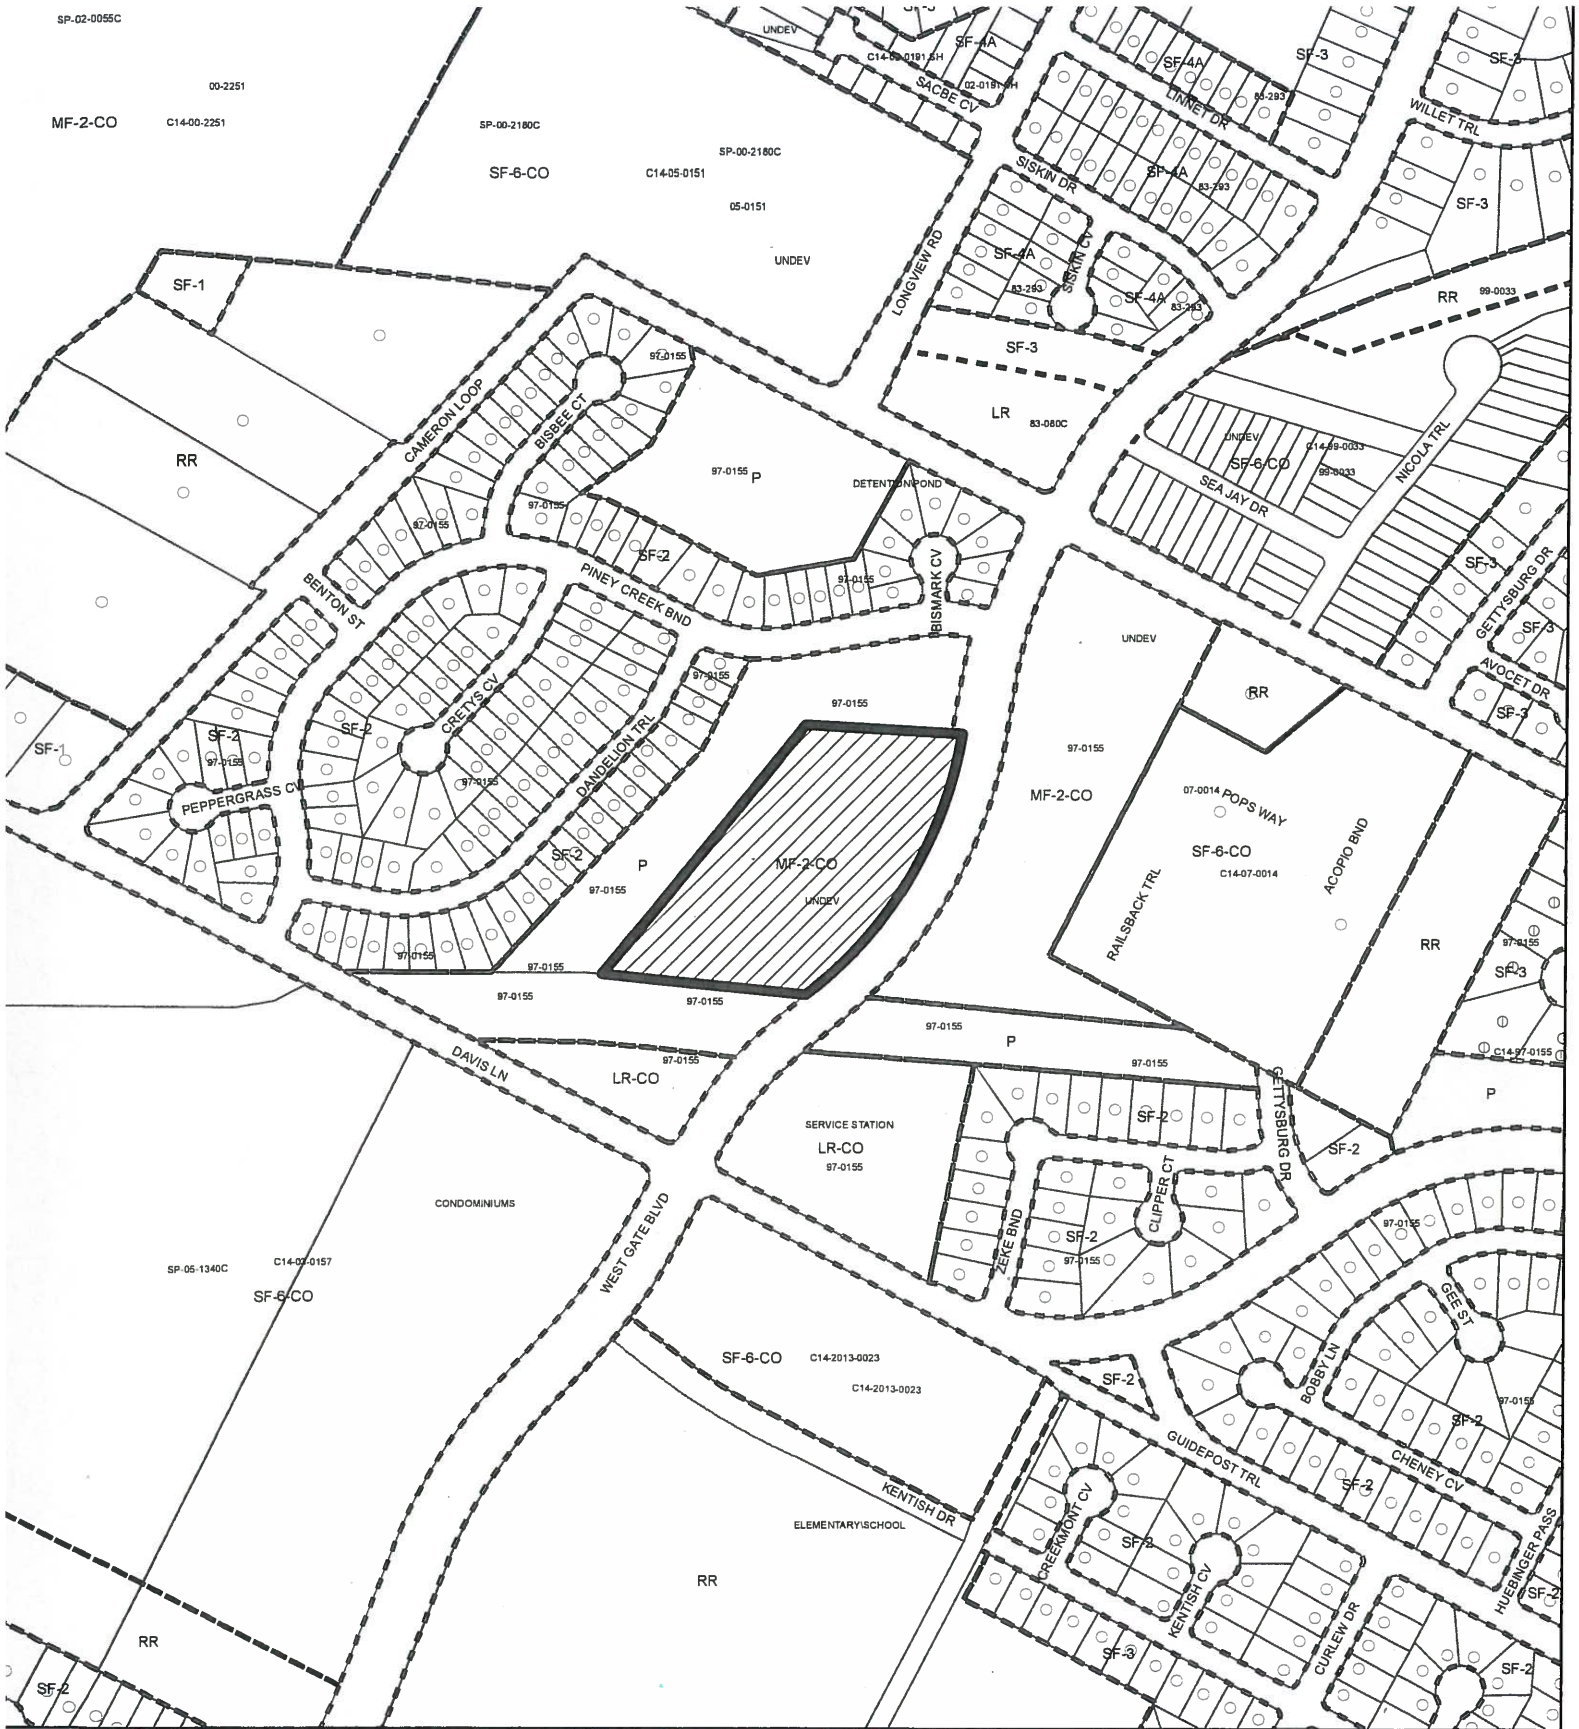 SP-02-0055C
UNDEV
SF-3
SF-4A
SF-4A
SF-3
SF-3
00-2251
MF-2-CO
C14-00-2251
SP-00-2180C
SACBE CV
LINNET DR
83-293
WILLET TRL
SP-00-2180C
SF-6-CO
C14-05-0151
05-0151
UNDEV
SISKIN DR
SF-4A
83-293
SF-3
LONGVIEW RD
SF-4A
83-293
SISKIN CV
SF-4A
83-293
SF-1
RR
99-0033
SF-3
97-0155
CAMERON LOOP
BISBEE CT
LR
83-080C
RR
97-0155
P
DETENTION POND
UNDEV
SF-6-CO
C14-99-0033
99-0033
NICOLA TRL
SEA JAY DR
97-0155
97-0155
SF-2
97-0155
SF-3
GETTYSBURG DR
SF-3
BENTON ST
PINEY CREEK BND
BISMARK CV
UNDEV
AVOCET DR
SF-3
97-0155
RR
97-0155
SF-1
SF-2
97-0155
SF-2
CRETYS CV
DANDELION TRL
97-0155
97-0155
MF-2-CO
PEPPERGRASS CV
07-0014
POPS WAY
SF-6-CO
C14-07-0014
RAILSBACK TRL
ACOPIO BND
SF-2
P
97-0155
MF-2-CO
UNDEV
RR
97-0155
SF-3
97-0155
97-0155
97-0155
97-0155
97-0155
P
97-0155
C14-97-0155
DAVIS LN
97-0155
LR-CO
P
SERVICE STATION
LR-CO
97-0155
SF-2
GETTYSBURG DR
SF-2
CONDOMINIUMS
WEST GATE BLVD
CLIPPER CT
ZEKE BND
SF-2
97-0155
97-0155
SP-05-1340C
SF-6-CO
GEE ST
SF-6-CO
C14-2013-0023
C14-2013-0023
SF-2
BOBBY LN
97-0155
SF-2
GUIDEPOST TRL
CHENEY CV
SF-2
KENTISH DR
ELEMENTARY\SCHOOL
CREEKMONT CV
SF-2
KENTISH CV
HUEBINGER PASS
SF-2
RR
RR
CURLEW DR
SF-3
SF-2
SF-2